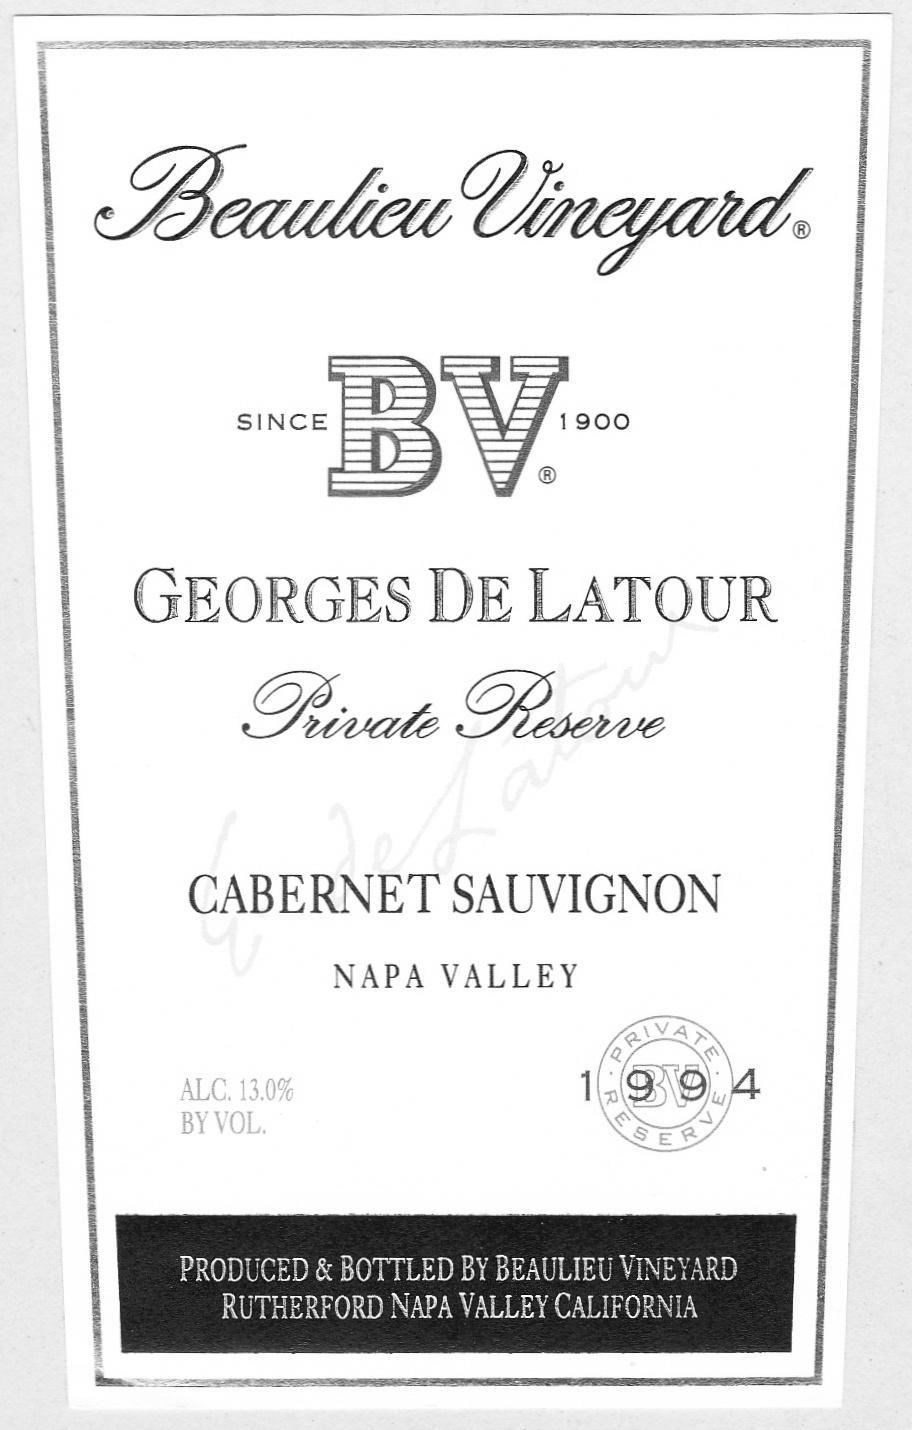 Beaulieu Vineyard®
SINCE BV® 1900
GEORGES DE LATOUR
Private Reserve
de Latour
CABERNET SAUVIGNON
NAPA VALLEY
PRIVATE RESERVE
BV
1994
ALC. 13.0%
BY VOL.
PRODUCED & BOTTLED BY BEAULIEU VINEYARD
RUTHERFORD NAPA VALLEY CALIFORNIA